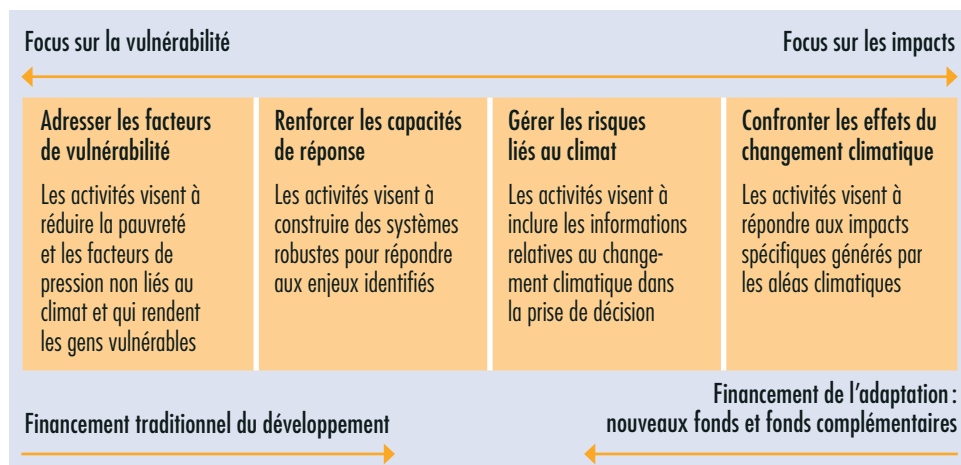 Focus sur la vulnérabilité
Focus sur les impacts
Adresser les facteurs
de vulnérabilité
Les activités visent à
réduire la pauvreté
et les facteurs de
pression non liés au
climat et qui rendent
les gens vulnérables
Renforcer les capacités
de réponse
Les activités visent à
construire des systèmes
robustes pour répondre
aux enjeux identifiés
Gérer les risques
liés au climat
Les activités visent à
inclure les informations
relatives au change-
ment climatique dans
la prise de décision
Confronter les effets du
changement climatique
Les activités visent à
répondre aux impacts
spécifiques générés par
les aléas climatiques
Financement traditionnel du développement
Financement de l'adaptation :
nouveaux fonds et fonds complémentaires